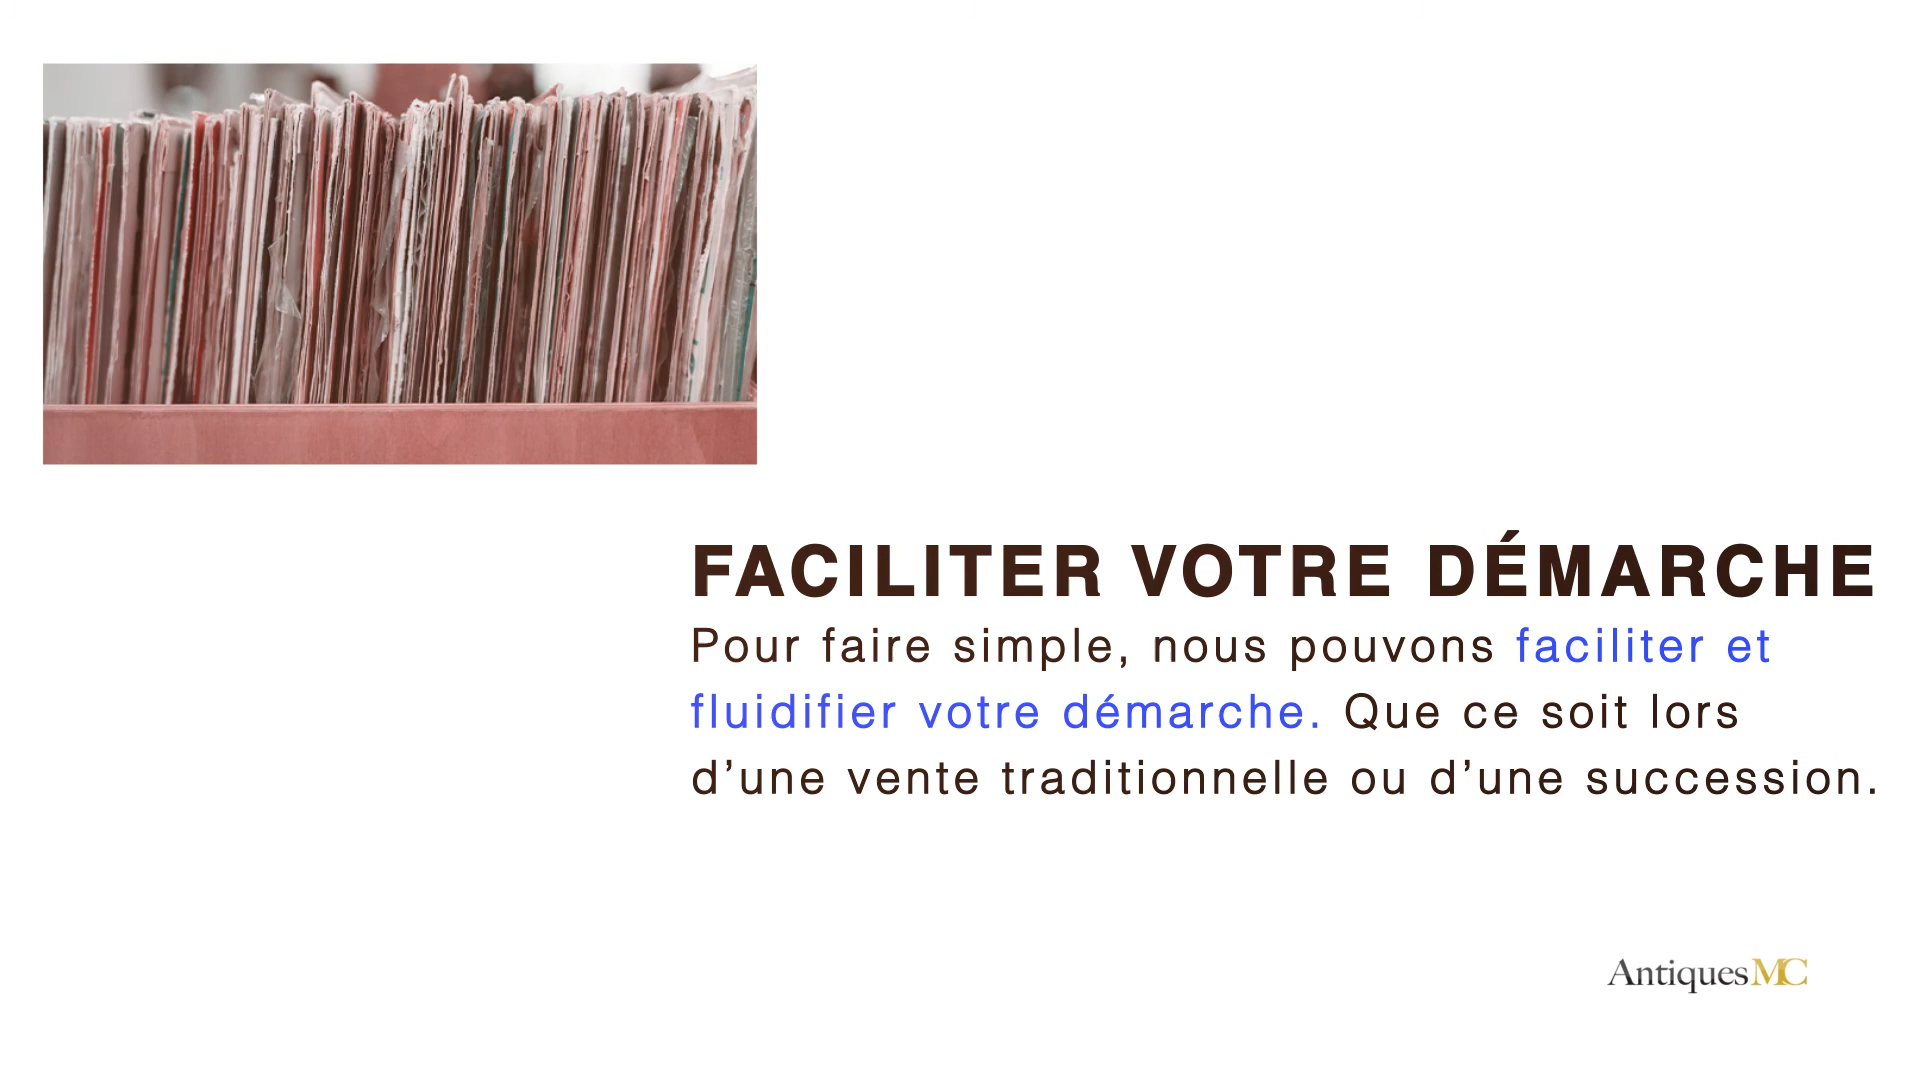 FACILITER VOTRE DÉMARCHE
Pour faire simple, nous pouvons faciliter et
fluidifier votre démarche. Que ce soit lors
d’une vente traditionnelle ou d’une succession.
AntiquesMC